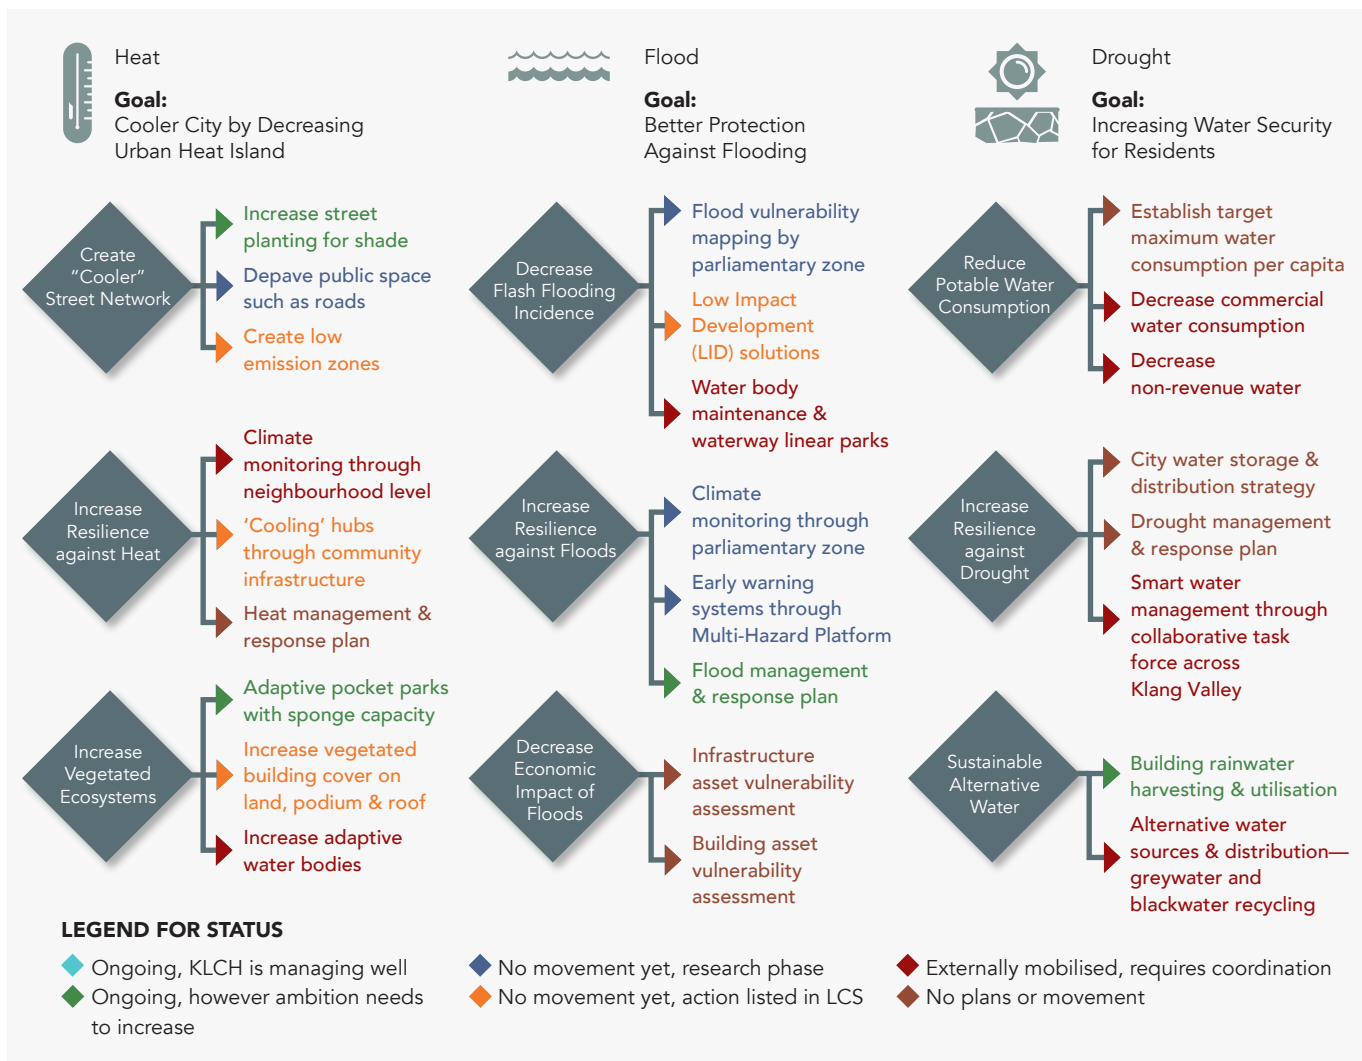 Heat
Goal:
Cooler City by Decreasing
Urban Heat Island
Create
“Cooler”
Street Network
Increase street
planting for shade
Depave public space
such as roads
Create low
emission zones
Increase
Resilience
against Heat
Climate
monitoring through
neighbourhood level
‘Cooling’ hubs
through community
infrastructure
Heat management &
response plan
Increase
Vegetated
Ecosystems
Adaptive pocket parks
with sponge capacity
Increase vegetated
building cover on
land, podium & roof
Increase adaptive
water bodies
Flood
Goal:
Better Protection
Against Flooding
Decrease
Flash Flooding
Incidence
Flood vulnerability
mapping by
parliamentary zone
Low Impact
Development
(LID) solutions
Water body
maintenance &
waterway linear parks
Increase
Resilience
against Floods
Climate
monitoring through
parliamentary zone
Early warning
systems through
Multi-Hazard Platform
Flood management
& response plan
Decrease
Economic
Impact of
Floods
Infrastructure
asset vulnerability
assessment
Building asset
vulnerability
assessment
Drought
Goal:
Increasing Water Security
for Residents
Reduce
Potable Water
Consumption
Establish target
maximum water
consumption per capita
Decrease commercial
water consumption
Decrease
non-revenue water
Increase
Resilience
against
Drought
City water storage &
distribution strategy
Drought management
& response plan
Smart water
management through
collaborative task
force across
Klang Valley
Sustainable
Alternative
Water
Building rainwater
harvesting & utilisation
Alternative water
sources & distribution—
greywater and
blackwater recycling
LEGEND FOR STATUS
Ongoing, KLCH is managing well
Ongoing, however ambition needs
to increase
No movement yet, research phase
No movement yet, action listed in LCS
Externally mobilised, requires coordination
No plans or movement